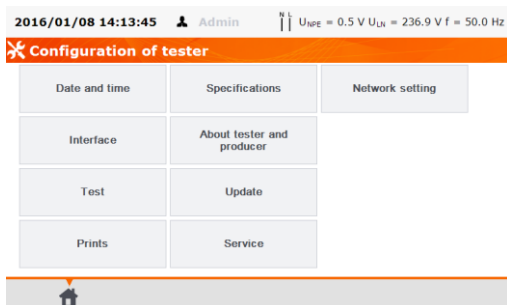 2016/01/08 14:13:45 Admin N L UNPE = 0.5 V ULN = 236.9 V f = 50.0 Hz
Configuration of tester
Date and time Specifications Network setting
Interface About tester and
producer
Test Update
Prints Service